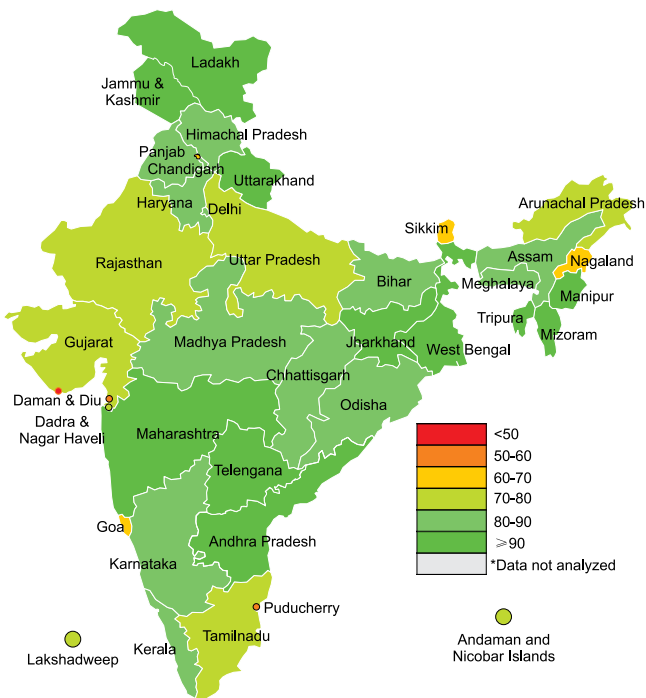 Ladakh
Jammu &
Kashmir
Himachal Pradesh
Panjab
Chandigarh
Uttarakhand
Haryana
Delhi
Arunachal Pradesh
Sikkim
Rajasthan
Uttar Pradesh
Assam
Nagaland
Bihar
Meghalaya
Manipur
Tripura
Mizoram
Gujarat
Madhya Pradesh
Jharkhand
West Bengal
Chhattisgarh
Daman & Diu
Dadra &
Nagar Haveli
Odisha
Maharashtra
Telengana
Goa
Andhra Pradesh
Karnataka
Puducherry
Tamilnadu
Kerala
Lakshadweep
<50
50-60
60-70
70-80
80-90
⩾90
*Data not analyzed
Andaman and
Nicobar Islands